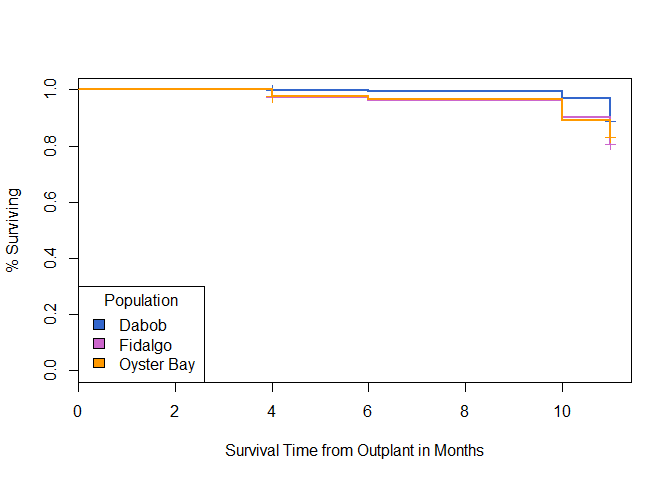 % Surviving
1.0
0.8
0.6
0.4
0.2
0.0
Population
Dabob
Fidalgo
Oyster Bay
0 2 4 6 8 10
Survival Time from Outplant in Months